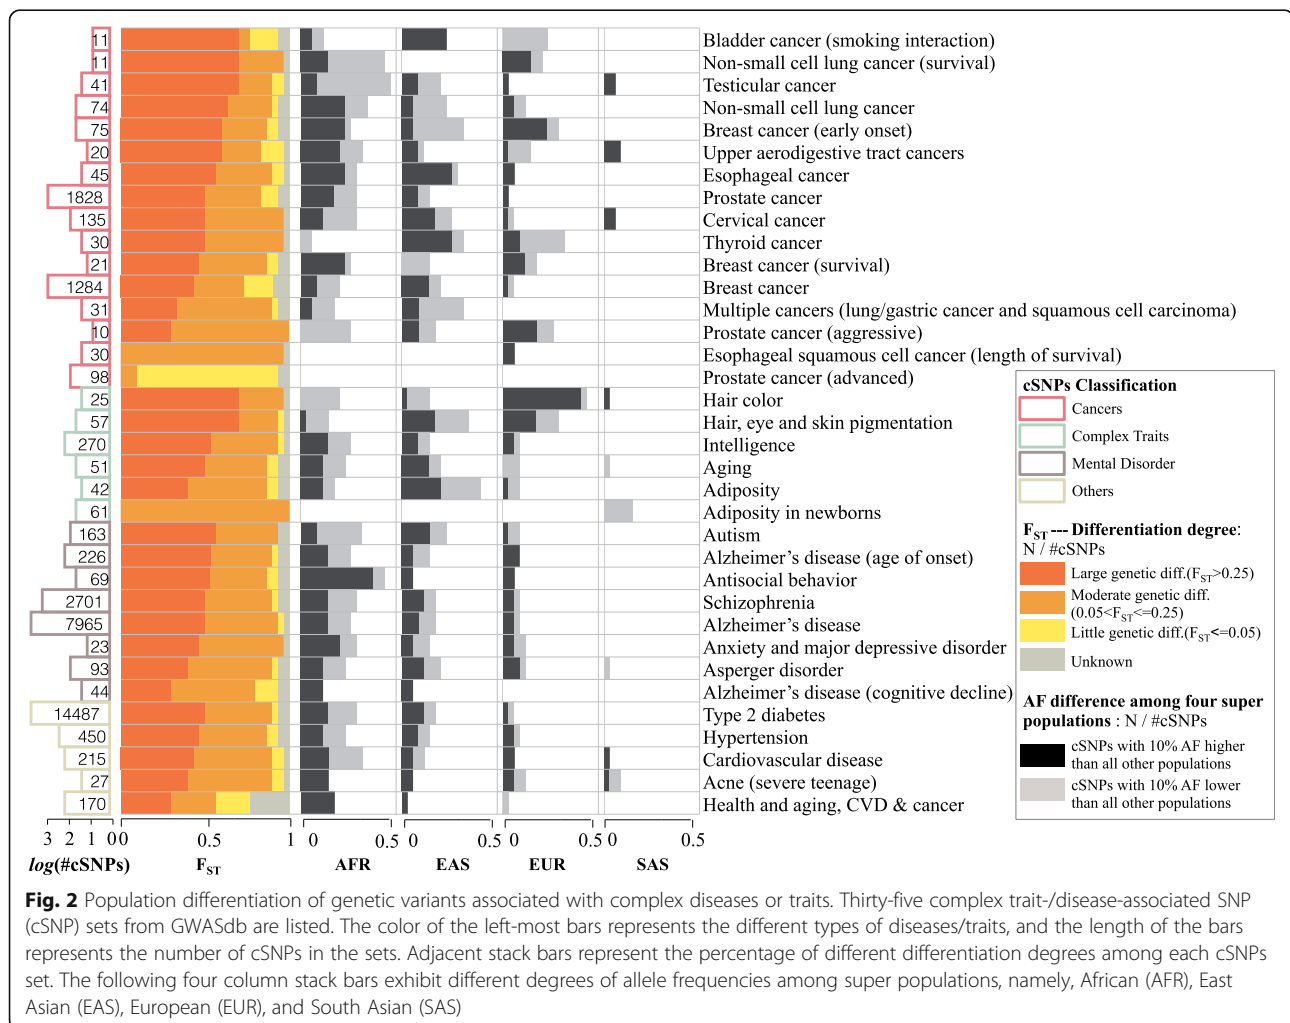 11 Bladder cancer (smoking interaction)
11 Non-small cell lung cancer (survival)
41 Testicular cancer
74 Non-small cell lung cancer
75 Breast cancer (early onset)
20 Upper aerodigestive tract cancers
45 Esophageal cancer
1828 Prostate cancer
135 Cervical cancer
30 Thyroid cancer
21 Breast cancer (survival)
1284 Breast cancer
31 Multiple cancers (lung/gastric cancer and squamous cell carcinoma)
10 Prostate cancer (aggressive)
30 Esophageal squamous cell cancer (length of survival)
98 Prostate cancer (advanced)
25 Hair color
57 Hair, eye and skin pigmentation
270 Intelligence
51 Aging
42 Adiposity
61 Adiposity in newborns
163 Autism
226 Alzheimer's disease (age of onset)
69 Antisocial behavior
2701 Schizophrenia
7965 Alzheimer's disease
23 Anxiety and major depressive disorder
93 Asperger disorder
44 Alzheimer's disease (cognitive decline)
14487 Type 2 diabetes
450 Hypertension
215 Cardiovascular disease
27 Acne (severe teenage)
170 Health and aging, CVD & cancer
3 2 1 0 0 0.5 1 0 0.5 0 0.5 0 0.5 0 0.5
log(#cSNPs) FST AFR EAS EUR SAS
cSNPs Classification
Cancers
Complex Traits
Mental Disorder
Others
FST --- Differentiation degree:
N / #cSNPs
Large genetic diff.(FST>0.25)
Moderate genetic diff.
(0.05<FST<=0.25)
Little genetic diff.(FST<=0.05)
Unknown
AF difference among four super
populations : N / #cSNPs
cSNPs with 10% AF higher
than all other populations
cSNPs with 10% AF lower
than all other populations
Fig. 2 Population differentiation of genetic variants associated with complex diseases or traits. Thirty-five complex trait-/disease-associated SNP
(cSNP) sets from GWASdb are listed. The color of the left-most bars represents the different types of diseases/traits, and the length of the bars
represents the number of cSNPs in the sets. Adjacent stack bars represent the percentage of different differentiation degrees among each cSNPs
set. The following four column stack bars exhibit different degrees of allele frequencies among super populations, namely, African (AFR), East
Asian (EAS), European (EUR), and South Asian (SAS)